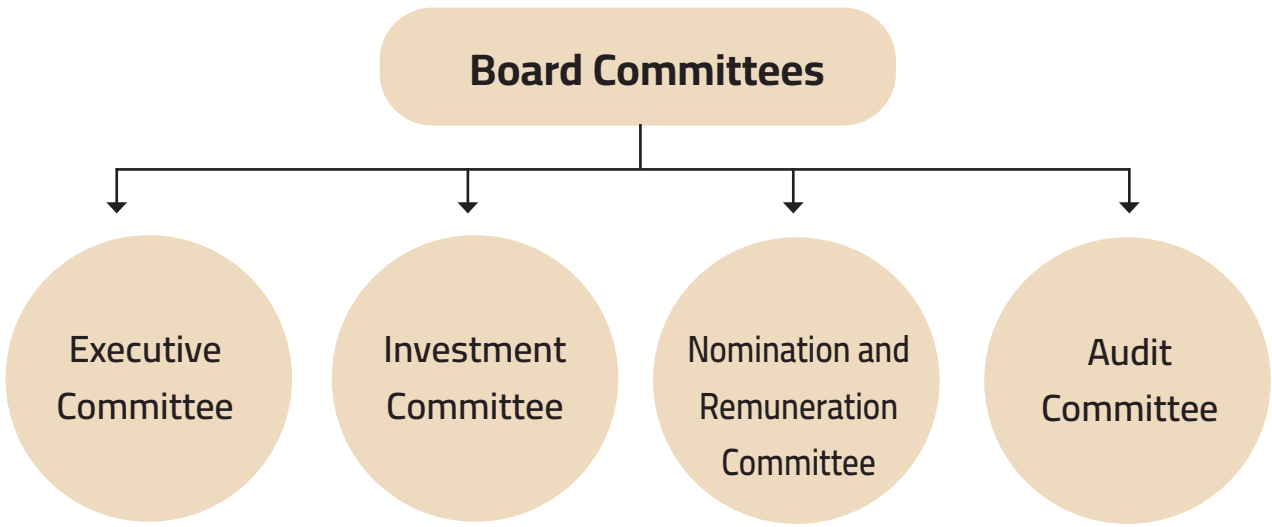 Board Committees
Executive
Committee
Investment
Committee
Nomination and
Remuneration
Committee
Audit
Committee